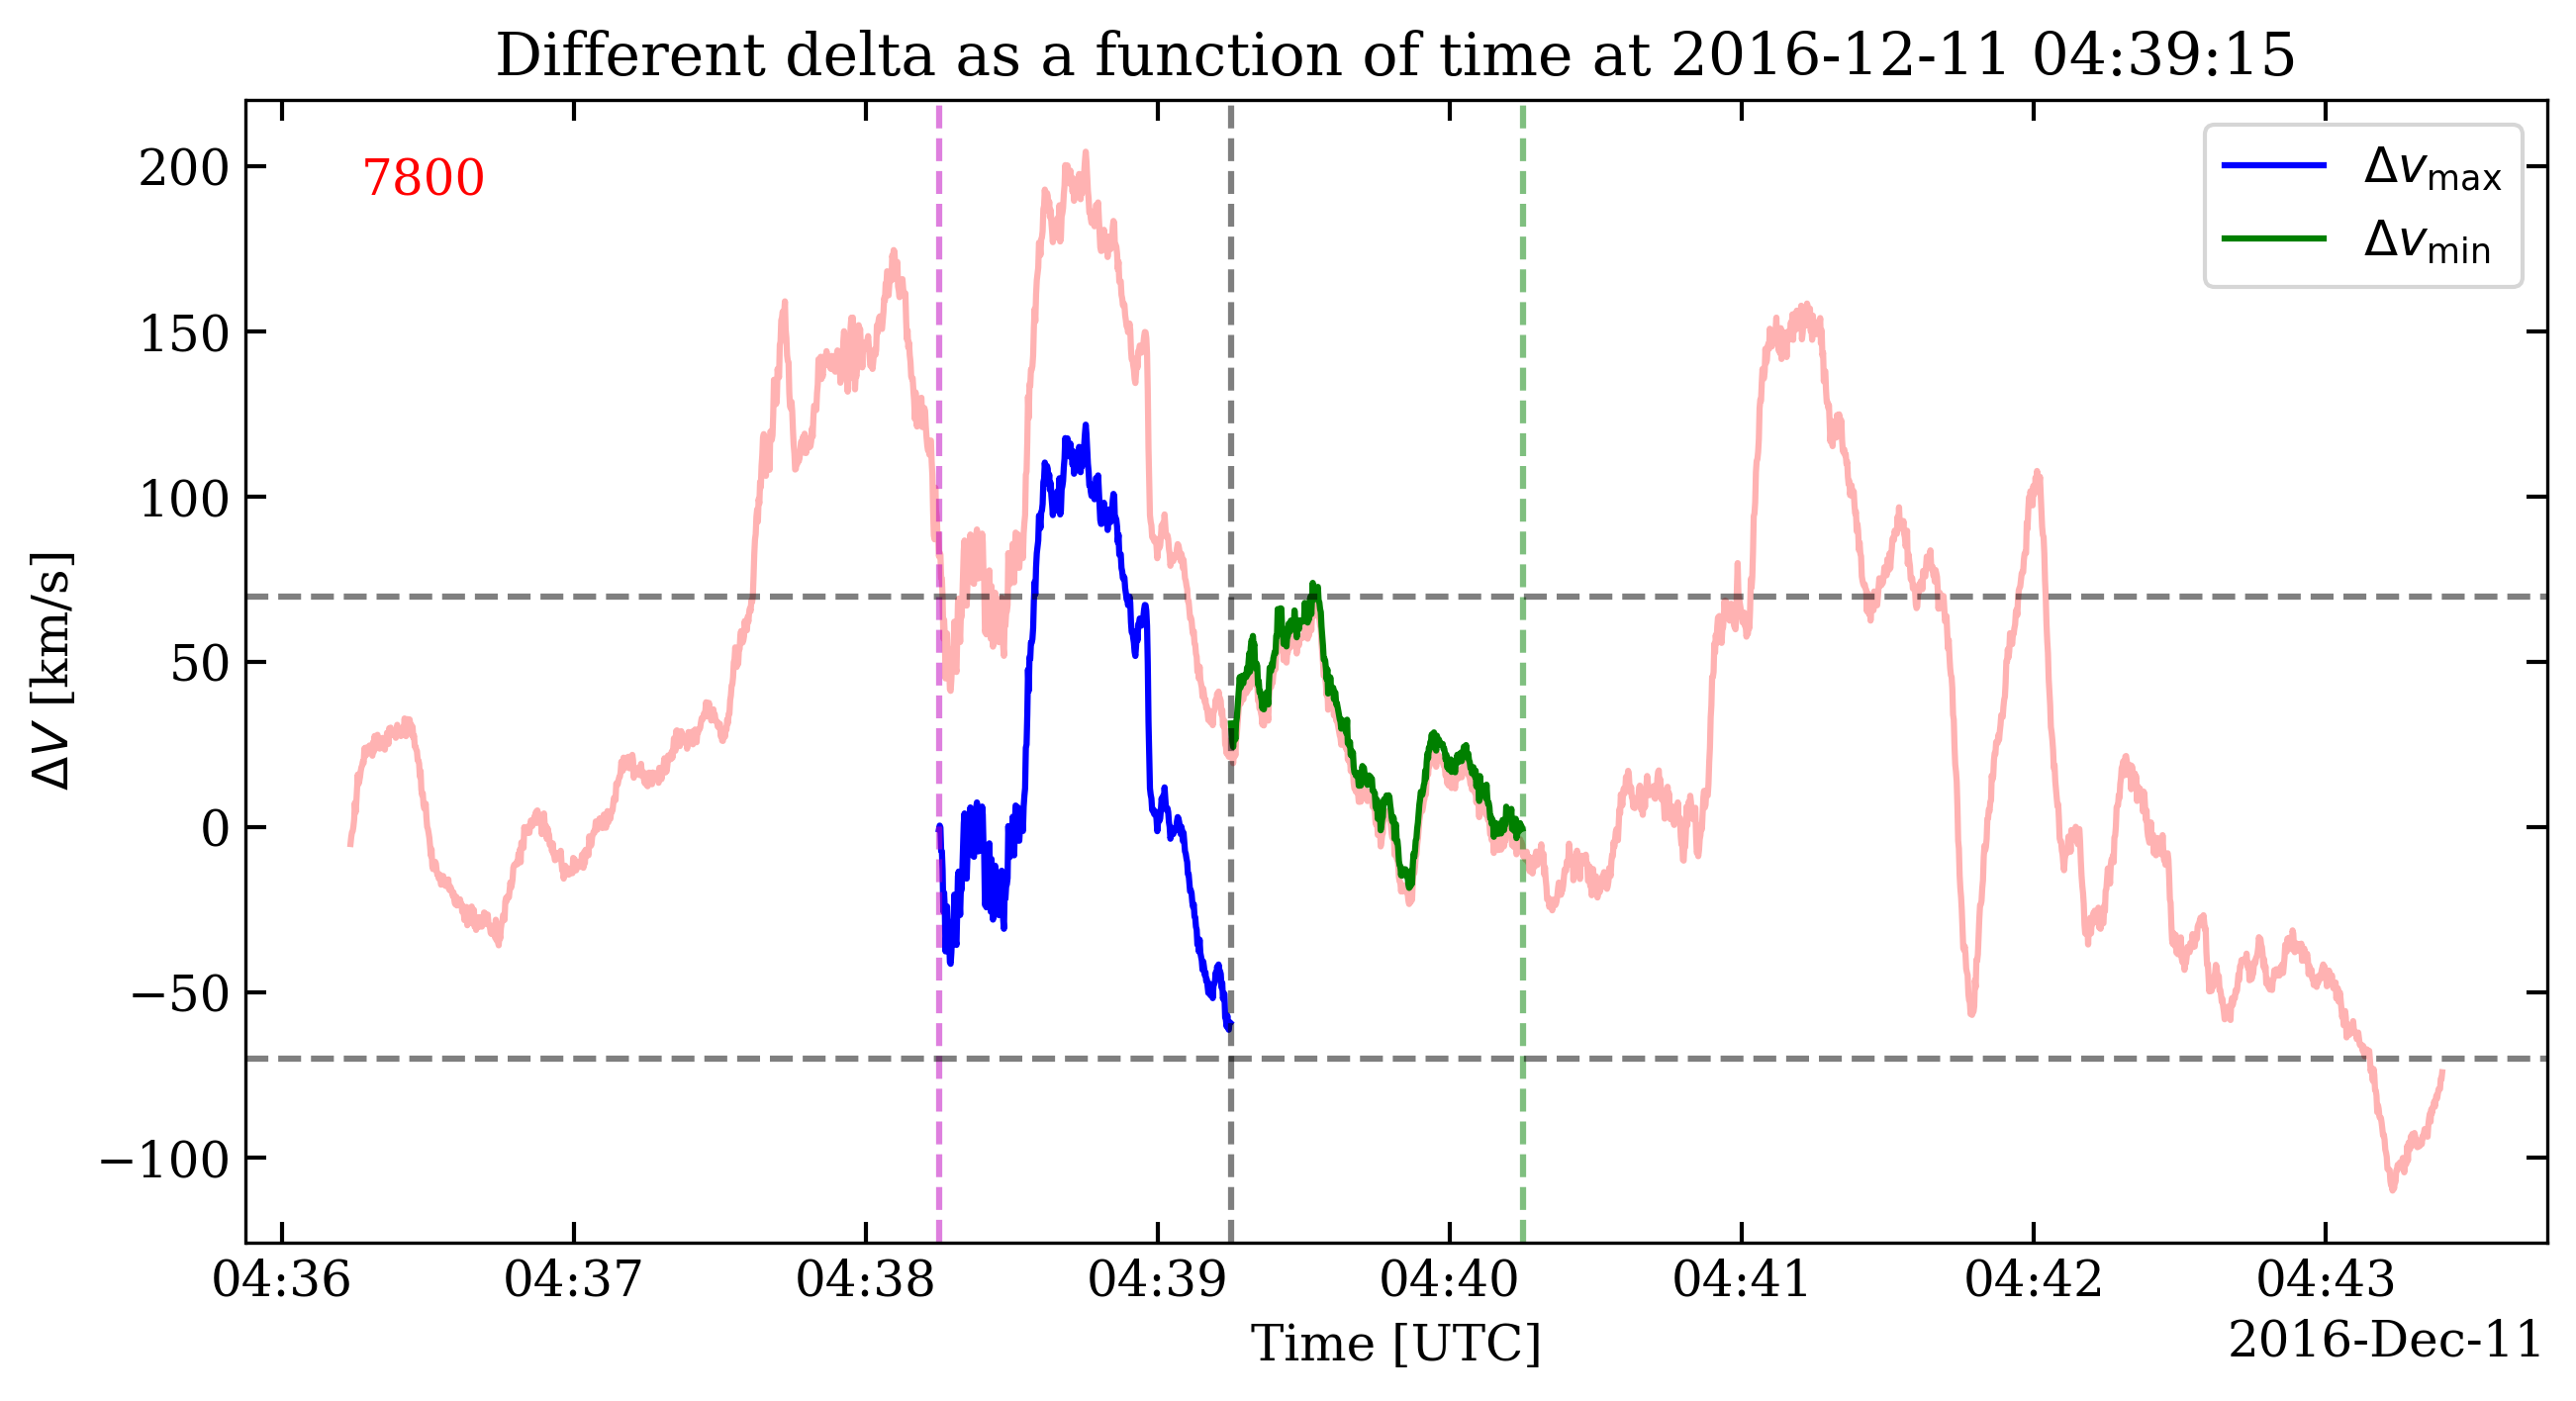 Different delta as a function of time at 2016-12-11 04:39:15
7800
Δv_max
Δv_min
ΔV [km/s]
200
150
100
50
0
−50
−100
04:36 04:37 04:38 04:39 04:40 04:41 04:42 04:43
Time [UTC]
2016-Dec-11